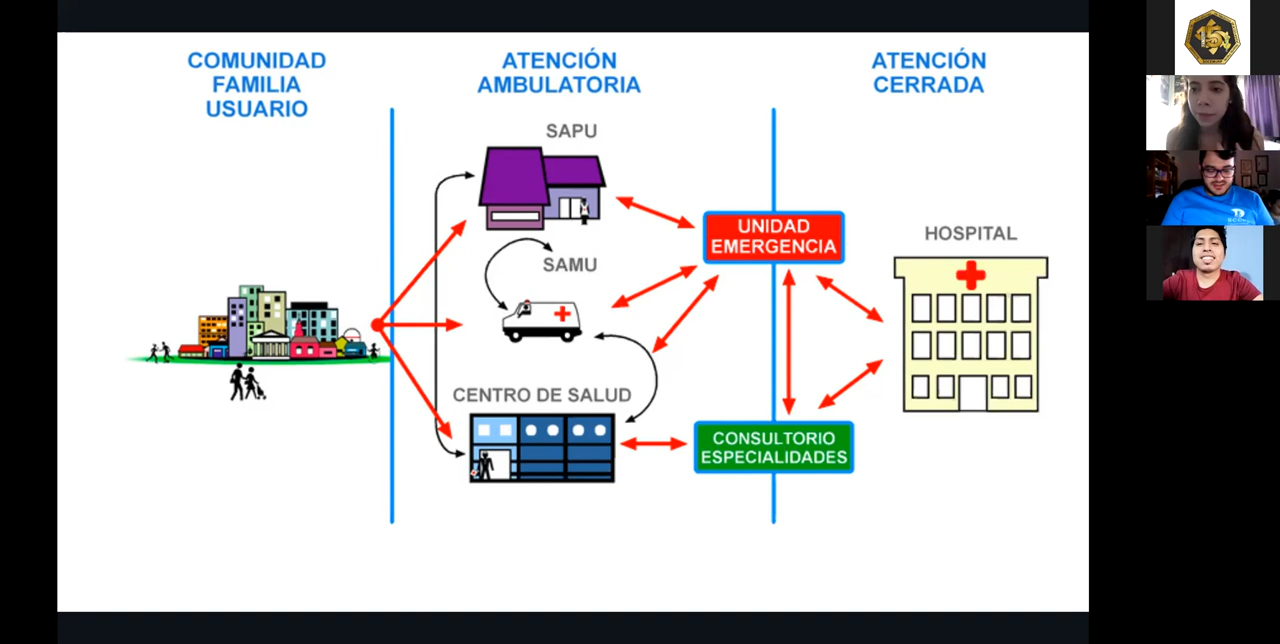 COMUNIDAD
FAMILIA
USUARIO
ATENCIÓN
AMBULATORIA
ATENCIÓN
CERRADA
SAPU
SAMU
CENTRO DE SALUD
UNIDAD
EMERGENCIA
CONSULTORIO
ESPECIALIDADES
HOSPITAL